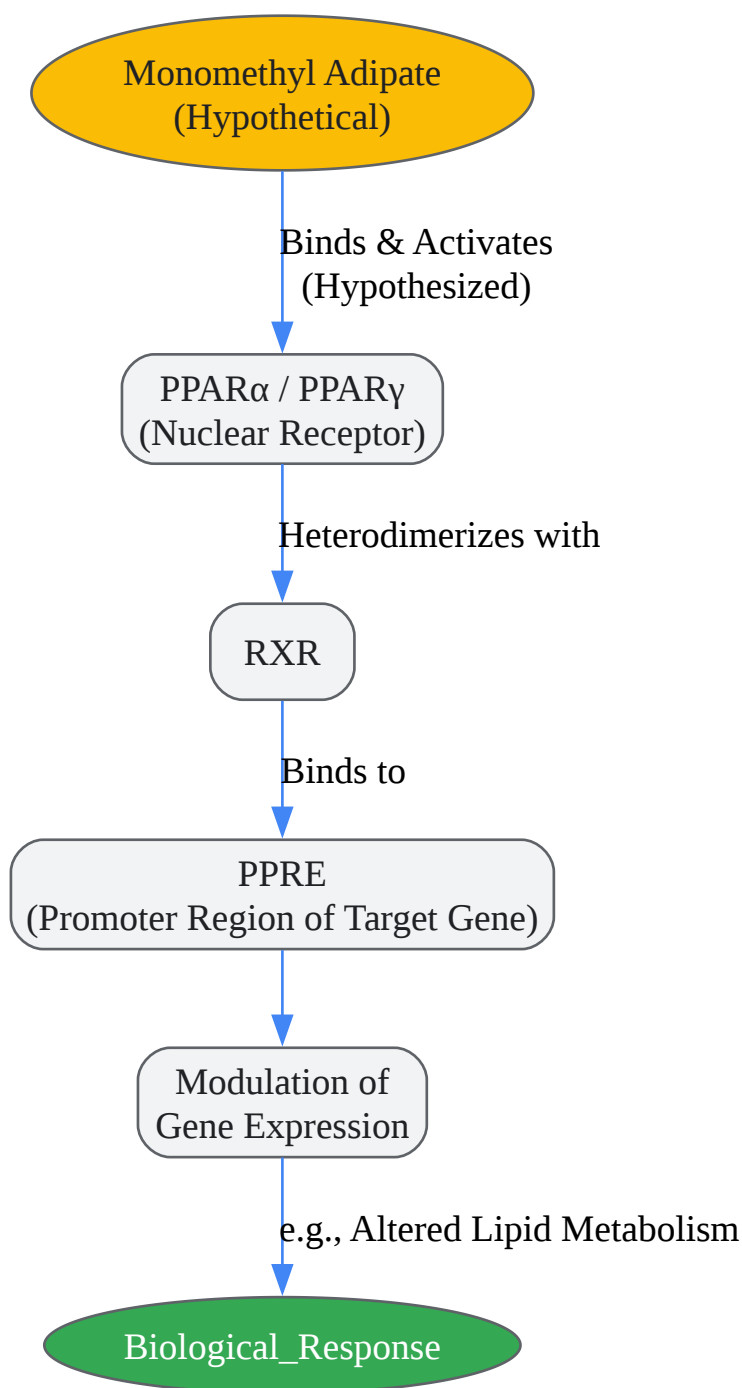 Monomethyl Adipate
(Hypothetical)
Binds & Activates
(Hypothesized)
PPARα / PPARγ
(Nuclear Receptor)
Heterodimerizes with
RXR
Binds to
PPRE
(Promoter Region of Target Gene)
Modulation of
Gene Expression
e.g., Altered Lipid Metabolism
Biological_Response